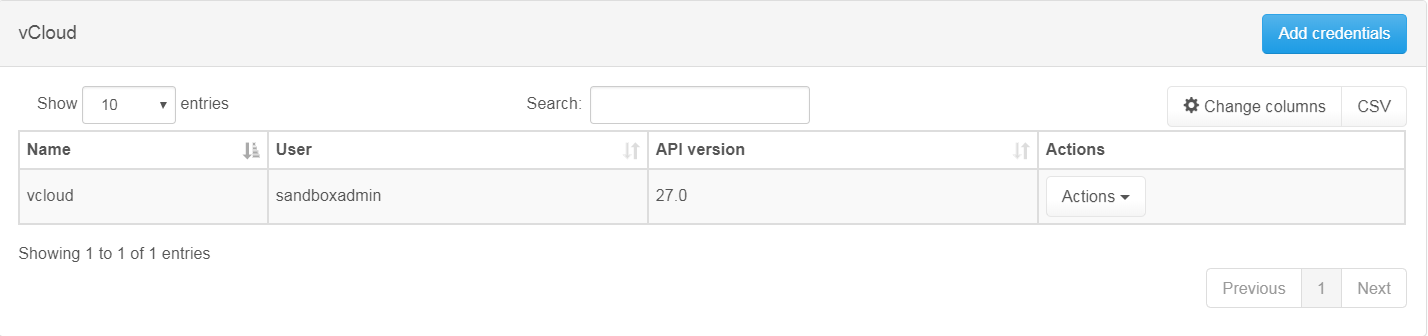 vCloud Add credentials
Show 10 entries Search: Change columns CSV
Name User API version Actions
vcloud sandboxadmin 27.0 Actions
Showing 1 to 1 of 1 entries
Previous 1 Next